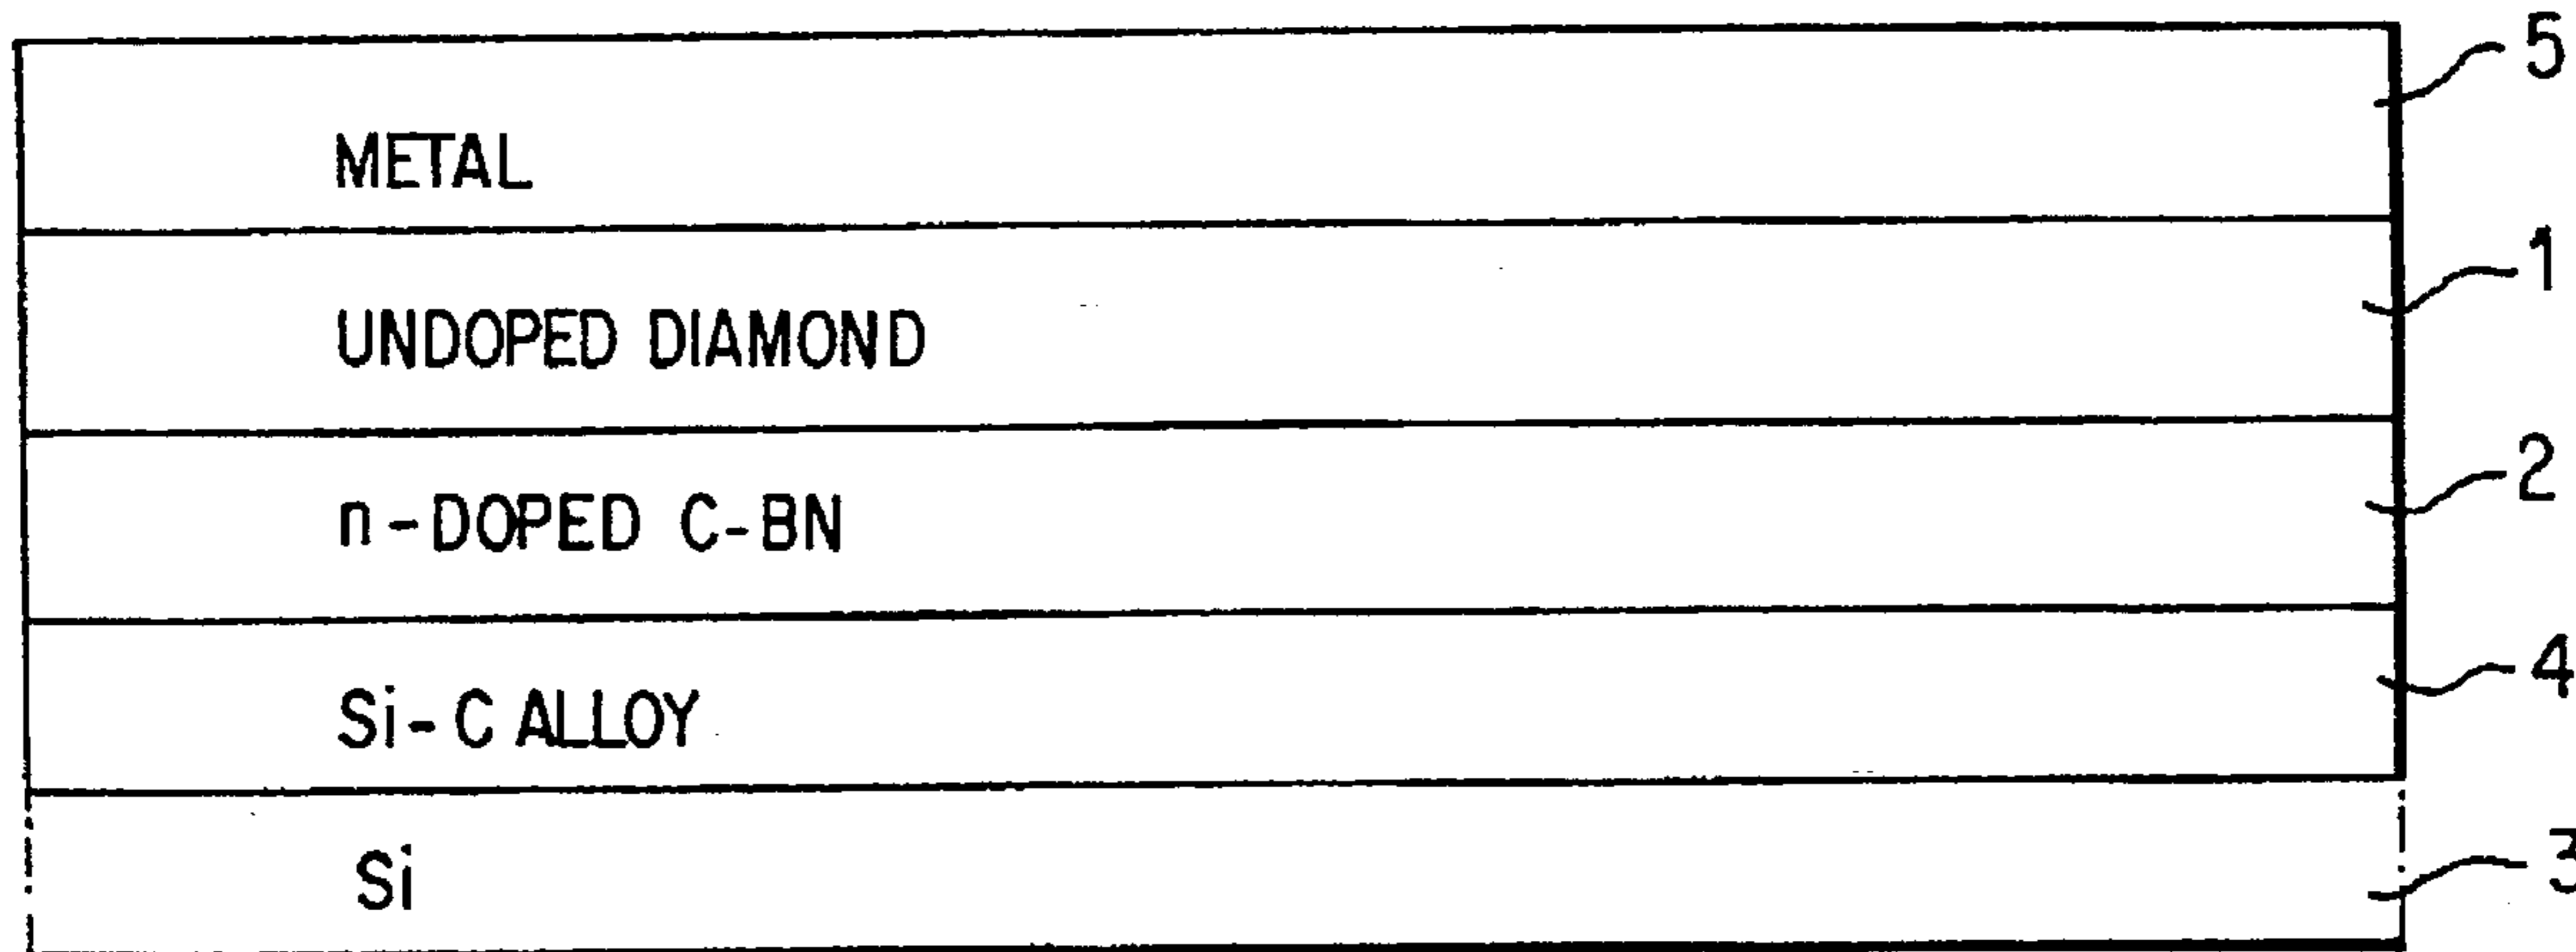 METAL 5
UNDOPED DIAMOND 1
n-DOPED C-BN 2
Si-C ALLOY 4
Si 3